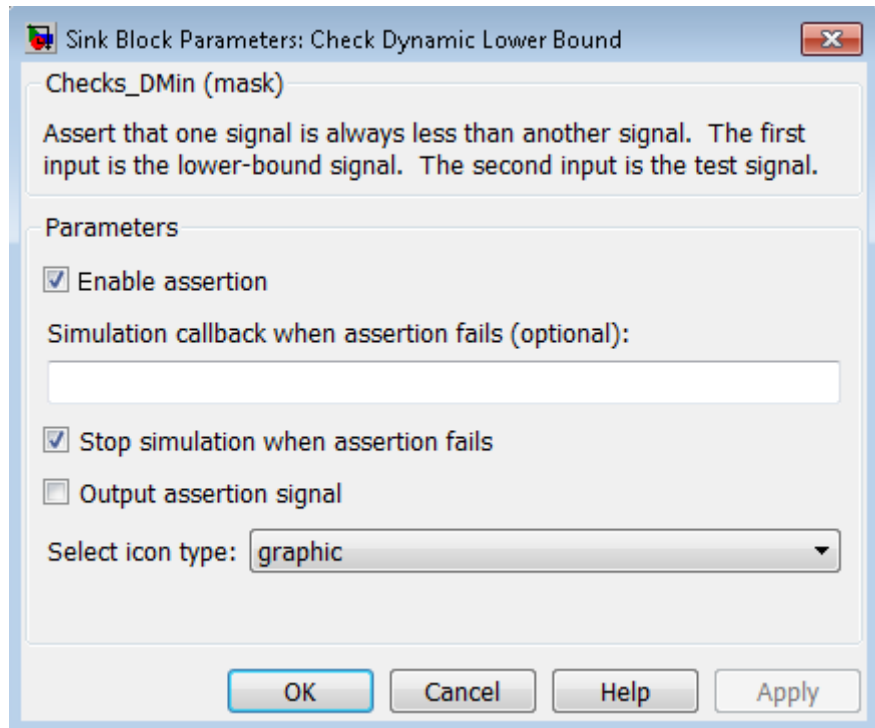 Sink Block Parameters: Check Dynamic Lower Bound
Checks_DMin (mask)
Assert that one signal is always less than another signal.  The first
input is the lower-bound signal.  The second input is the test signal.
Parameters
Enable assertion
Simulation callback when assertion fails (optional):
Stop simulation when assertion fails
Output assertion signal
Select icon type: graphic
OK Cancel Help Apply